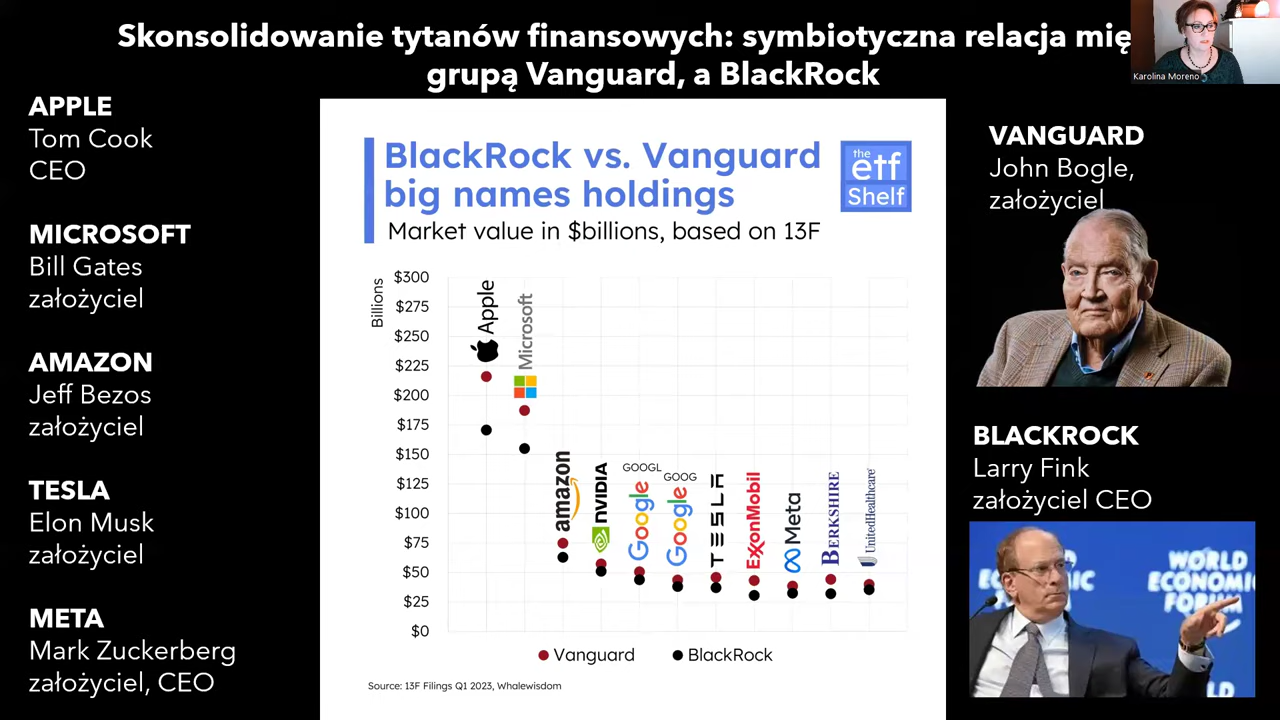 Skonsolidowanie tytanów finansowych: symbiotyczna relacja mię
grupą Vanguard, a BlackRock
Karolina Moreno
APPLE
Tom Cook
CEO
MICROSOFT
Bill Gates
założyciel
AMAZON
Jeff Bezos
założyciel
TESLA
Elon Musk
założyciel
META
Mark Zuckerberg
założyciel, CEO
BlackRock vs. Vanguard
big names holdings
the
etf
Shelf
Market value in $billions, based on 13F
Billions
$300
$275
$250
$225
$200
$175
$150
$125
$100
$75
$50
$25
$0
Apple
Microsoft
amazon
NVIDIA
GOOGL
Google
GOOG
Google
TESLA
ExxonMobil
Meta
BERKSHIRE
UnitedHealthcare
Vanguard
BlackRock
Source: 13F Filings Q1 2023, Whalewisdom
VANGUARD
John Bogle,
założyciel
BLACKROCK
Larry Fink
założyciel CEO
WORLD
ECONOMIC
FORUM